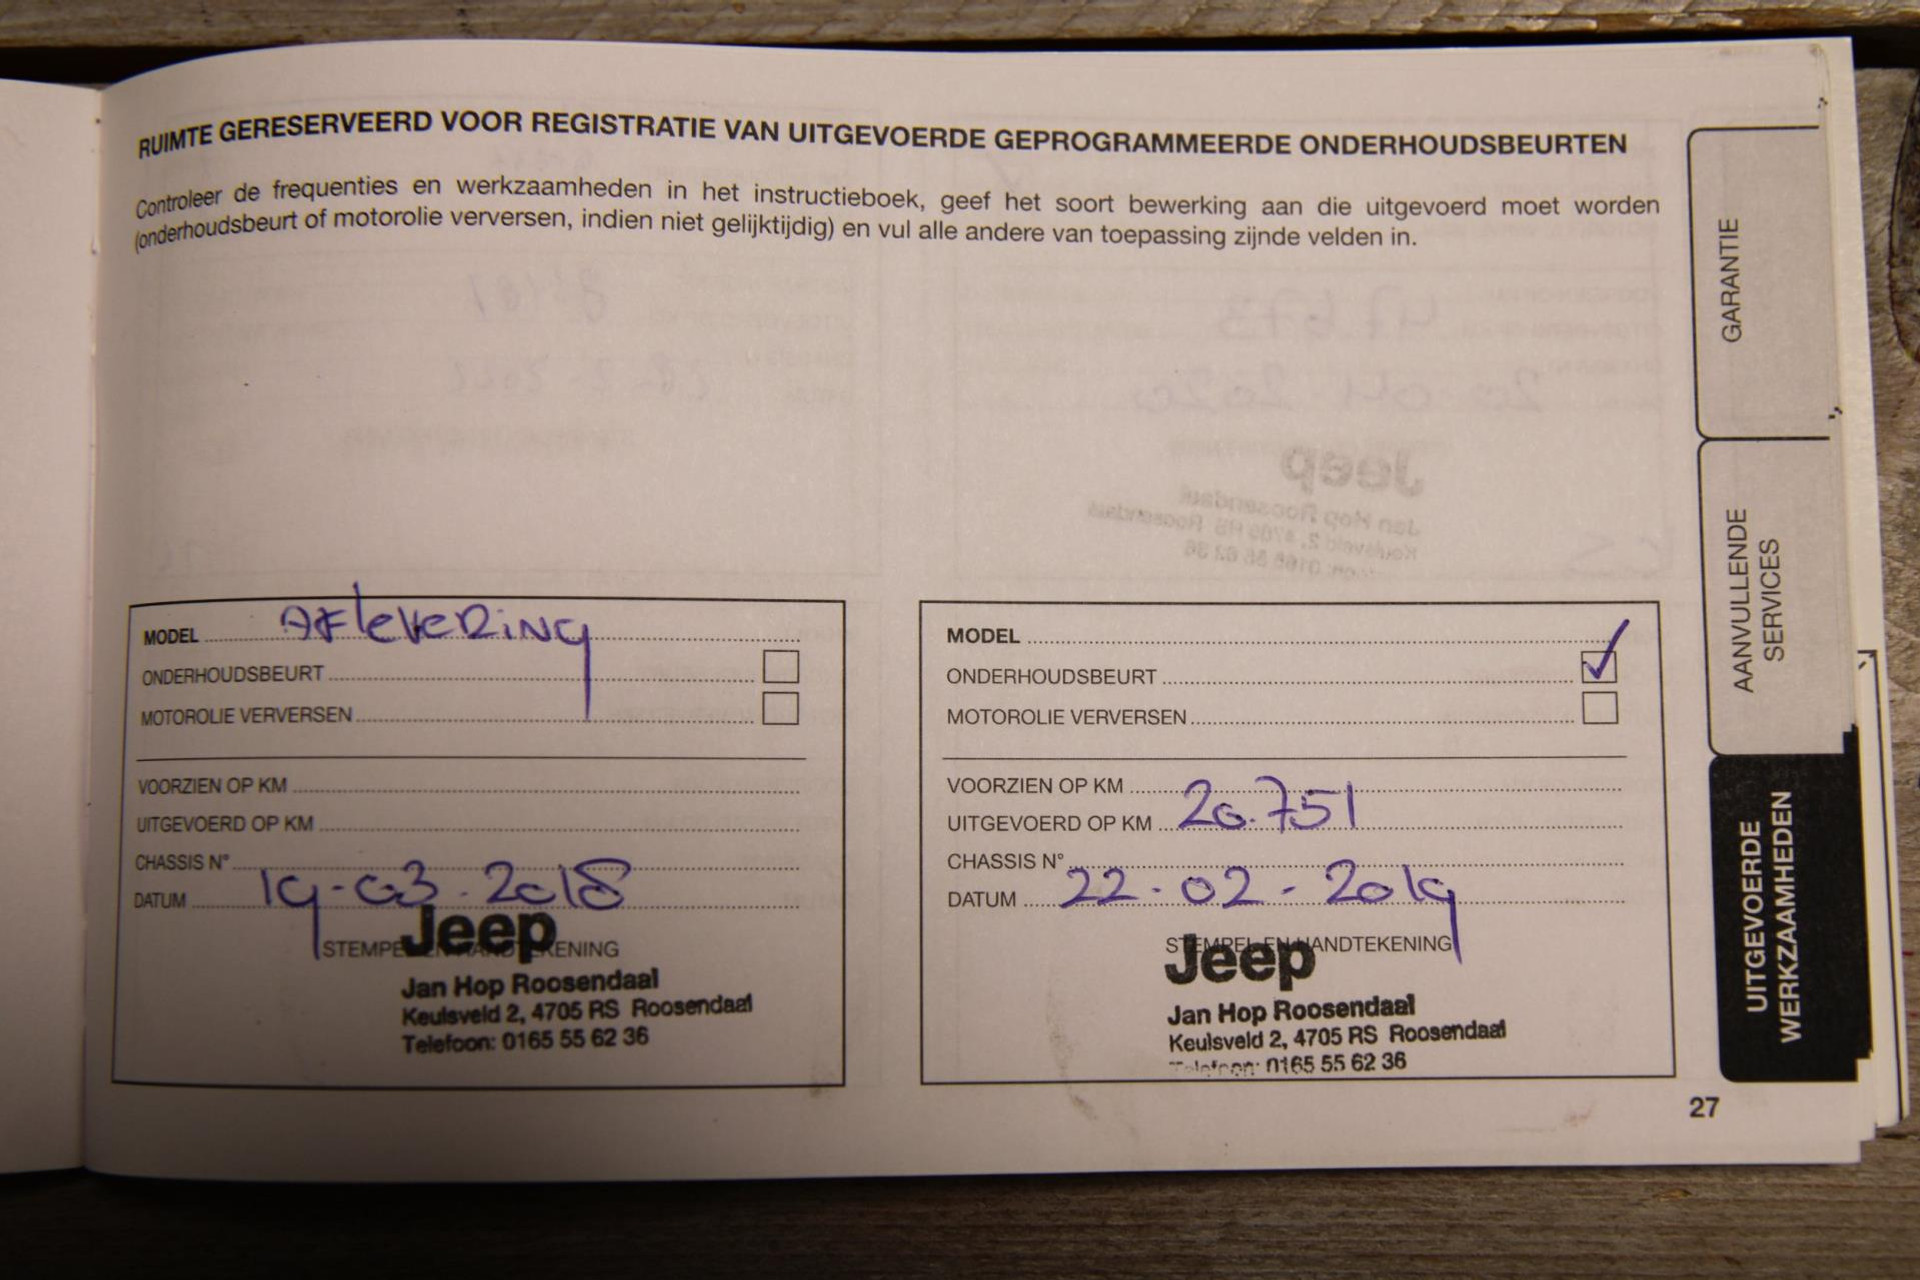 RUIMTE GERESERVEERD VOOR REGISTRATIE VAN UITGEVOERDE GEPROGRAMMEERDE ONDERHOUDSBEURTEN
Controleer de frequenties en werkzaamheden in het instructieboek, geef het soort bewerking aan die uitgevoerd moet worden
(onderhoudsbeurt of motorolie verversen, indien niet gelijktijdig) en vul alle andere van toepassing zijnde velden in.
MODEL Aflevering
ONDERHOUDSBEURT
MOTOROLIE VERVERSEN
VOORZIEN OP KM
UITGEVOERD OP KM
CHASSIS N°
DATUM 19-03-2018
STEMPEL EN HANDTEKENING
Jeep
Jan Hop Roosendaal
Keulsveld 2, 4705 RS Roosendaal
Telefoon: 0165 55 62 36
MODEL
ONDERHOUDSBEURT ✓
MOTOROLIE VERVERSEN
VOORZIEN OP KM
UITGEVOERD OP KM 20.751
CHASSIS N°
DATUM 22-02-2019
STEMPEL EN HANDTEKENING
Jeep
Jan Hop Roosendaal
Keulsveld 2, 4705 RS Roosendaal
Telefoon: 0165 55 62 36
GARANTIE
AANVULLENDE
SERVICES
UITGEVOERDE
WERKZAAMHEDEN
27